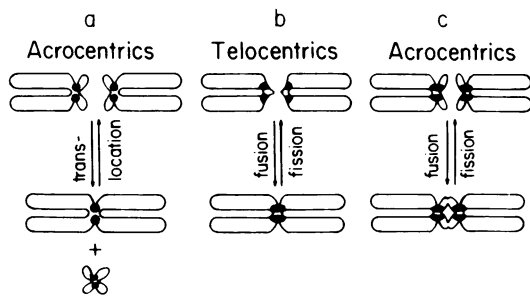 a
Acrocentrics
trans-
location
+
b
Telocentrics
fusion
fission
c
Acrocentrics
fusion
fission